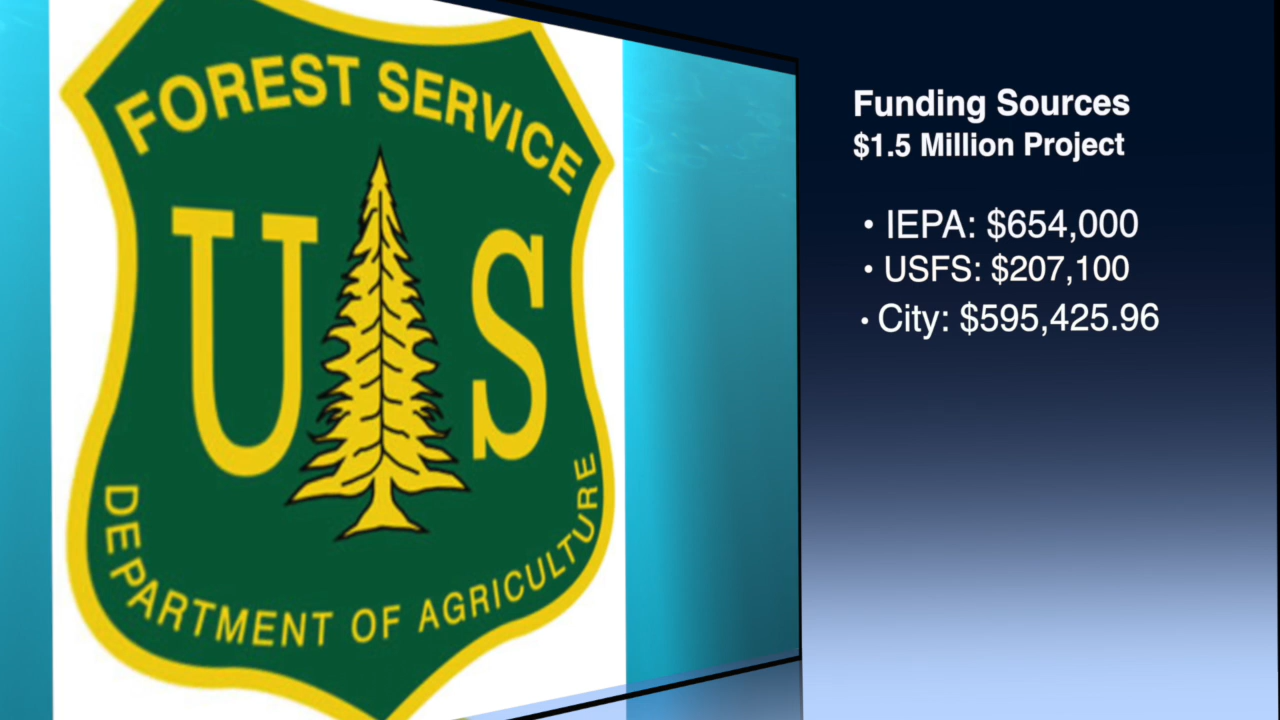 FOREST SERVICE
U S
DEPARTMENT OF AGRICULTURE
Funding Sources
$1.5 Million Project
• IEPA: $654,000
• USFS: $207,100
• City: $595,425.96